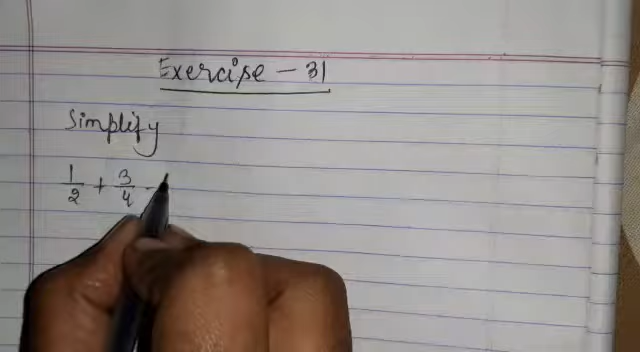 Exercise - 31
Simplify
1/2 + 3/4 -